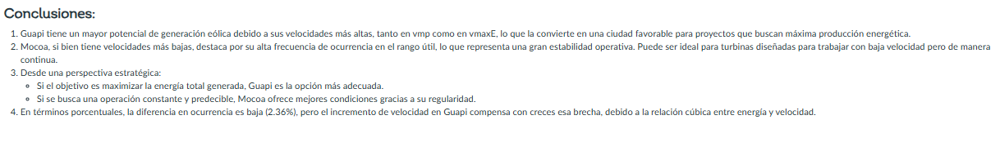 Conclusiones:
1. Guapi tiene un mayor potencial de generación eólica debido a sus velocidades más altas, tanto en vmp como en vmaxE, lo que la convierte en una ciudad favorable para proyectos que buscan máxima producción energética.
2. Mocoa, si bien tiene velocidades más bajas, destaca por su alta frecuencia de ocurrencia en el rango útil, lo que representa una gran estabilidad operativa. Puede ser ideal para turbinas diseñadas para trabajar con baja velocidad pero de manera
continua.
3. Desde una perspectiva estratégica:
◦ Si el objetivo es maximizar la energía total generada, Guapi es la opción más adecuada.
◦ Si se busca una operación constante y predecible, Mocoa ofrece mejores condiciones gracias a su regularidad.
4. En términos porcentuales, la diferencia en ocurrencia es baja (2.36%), pero el incremento de velocidad en Guapi compensa con creces esa brecha, debido a la relación cúbica entre energía y velocidad.